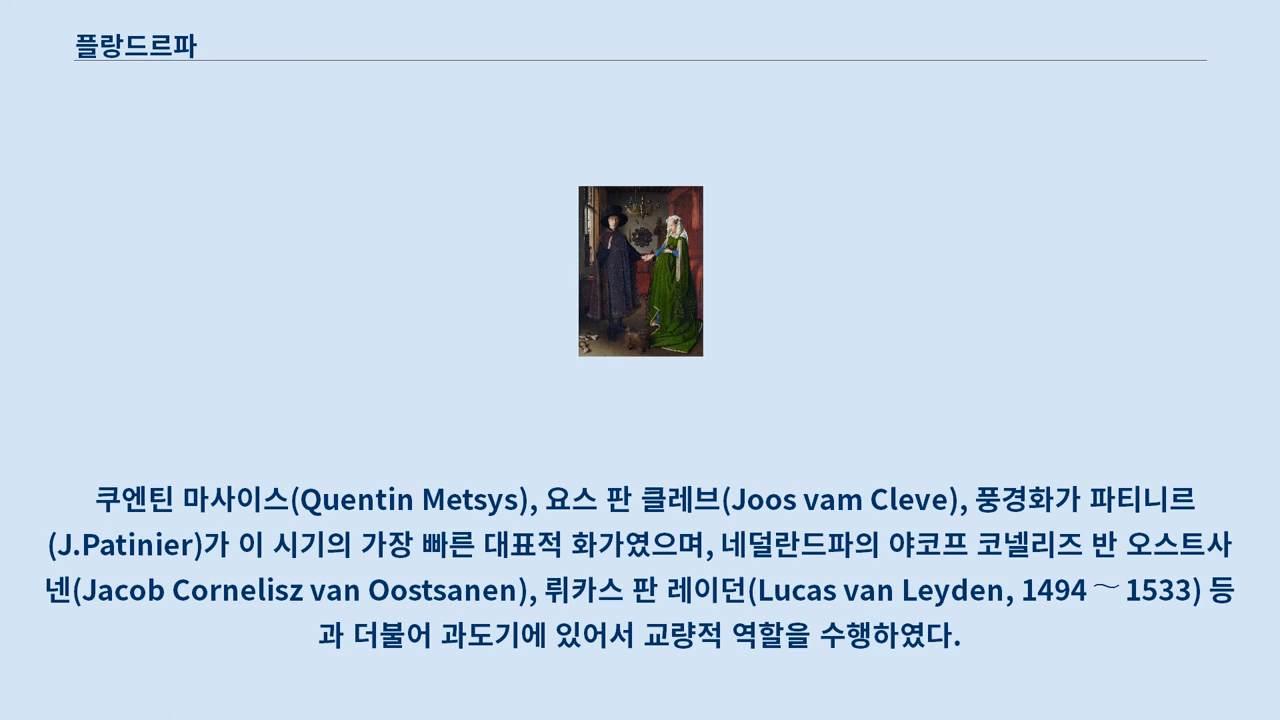 플랑드르파
쿠엔틴 마사이스(Quentin Metsys), 요스 판 클레브(Joos vam Cleve), 풍경화가 파티니르
(J.Patinier)가 이 시기의 가장 빠른 대표적 화가였으며, 네덜란드파의 야코프 코넬리즈 반 오스트사
넨(Jacob Cornelisz van Oostsanen), 뤼카스 판 레이던(Lucas van Leyden, 1494 ~ 1533) 등
과 더불어 과도기에 있어서 교량적 역할을 수행하였다.